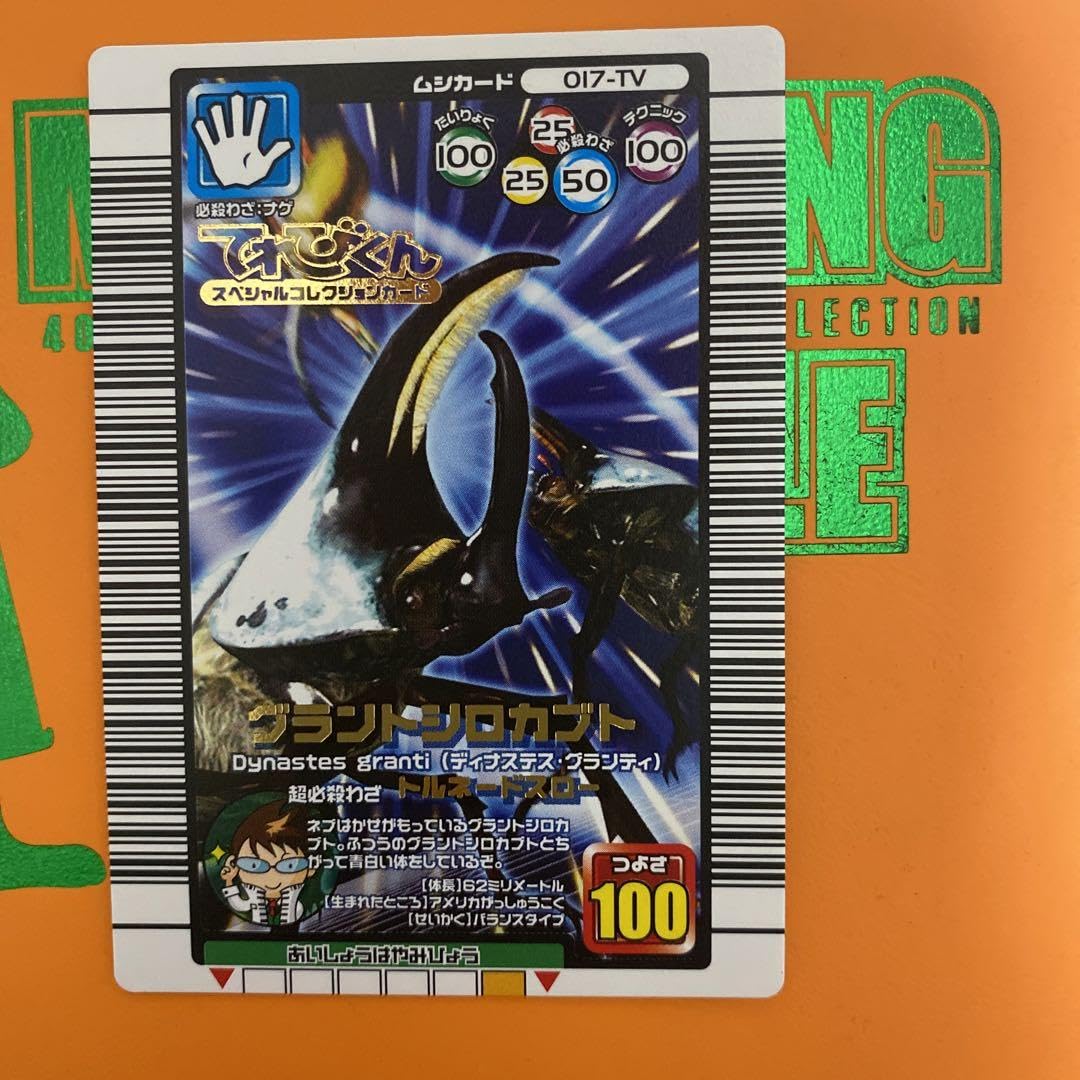 ムシカード 017-TV
たいりょく
100
25
必殺わざ
25
50
テクニック
100
必殺わざ:ナゲ
てれびくん
スペシャルコレクションカード
NG
LECTION
グラントシロカブト
Dynastes granti (ディナステス・グランティ)
超必殺わざ トルネードスロー
ネブはかせがもっているグラントシロカ
ブト。ふつうのグラントシロカブトとち
がって青白い体をしているぞ。
[体長]62ミリメートル
[生まれたところ]アメリカがっしゅうこく
[せいかく]バランスタイプ
つよさ
100
あいしょうはやみひょう